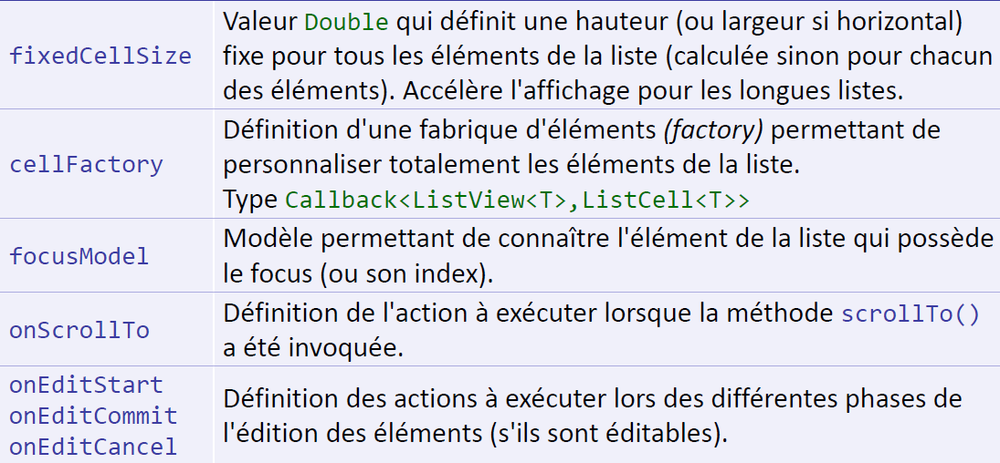 fixedCellSize
Valeur Double qui définit une hauteur (ou largeur si horizontal)
fixe pour tous les éléments de la liste (calculée sinon pour chacun
des éléments). Accélère l'affichage pour les longues listes.
cellFactory
Définition d'une fabrique d'éléments (factory) permettant de
personnaliser totalement les éléments de la liste.
Type Callback<ListView<T>,ListCell<T>>
focusModel
Modèle permettant de connaître l'élément de la liste qui possède
le focus (ou son index).
onScrollTo
Définition de l'action à exécuter lorsque la méthode scrollTo()
a été invoquée.
onEditStart
onEditCommit
onEditCancel
Définition des actions à exécuter lors des différentes phases de
l'édition des éléments (s'ils sont éditables).